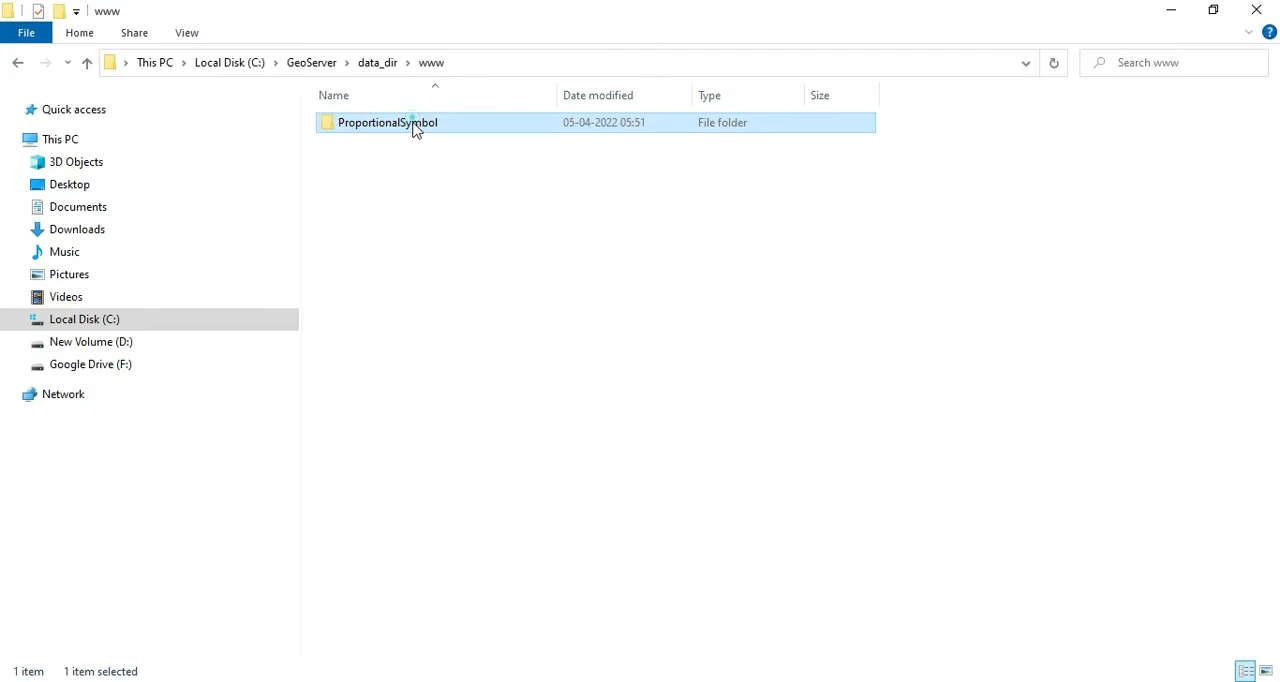 www
File Home Share View
This PC Local Disk (C:) GeoServer data_dir www Search www
Name Date modified Type Size
Quick access
ProportionalSymbol 05-04-2022 05:51 File folder
This PC
3D Objects
Desktop
Documents
Downloads
Music
Pictures
Videos
Local Disk (C:)
New Volume (D:)
Google Drive (F:)
Network
1 item 1 item selected